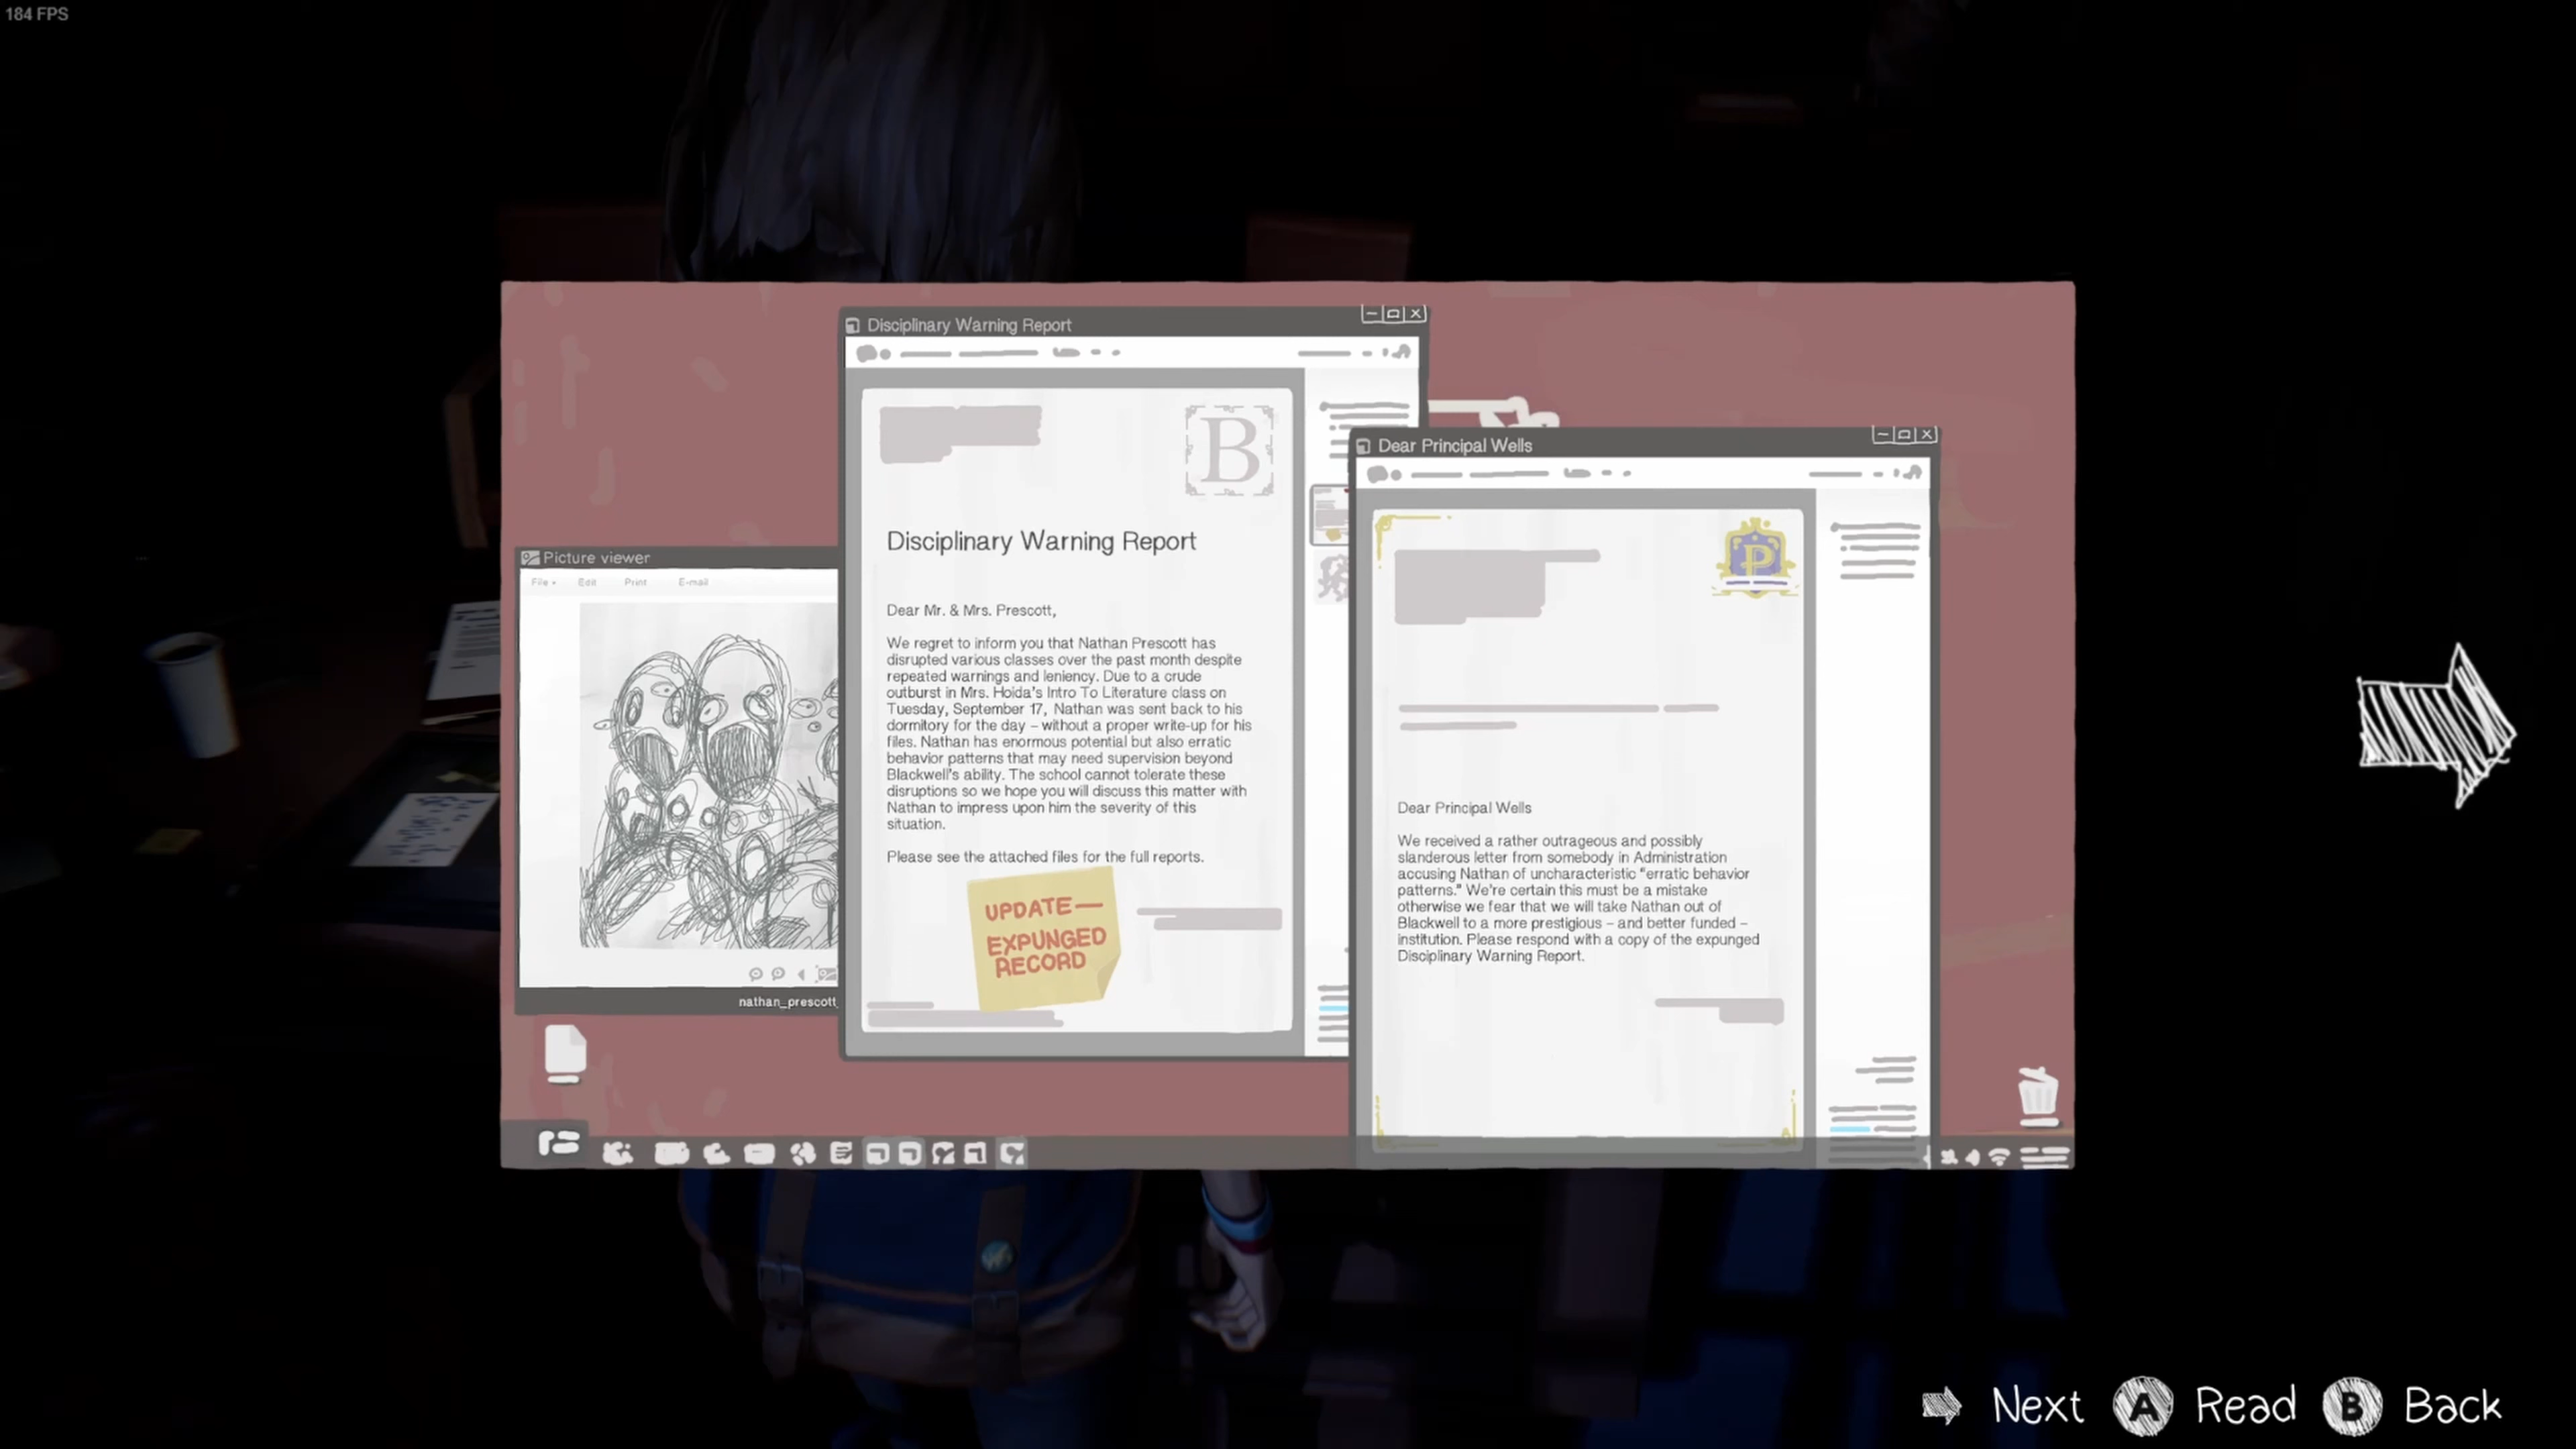 184 FPS
Disciplinary Warning Report
B
Disciplinary Warning Report
Dear Mr. & Mrs. Prescott,
We regret to inform you that Nathan Prescott has
disrupted various classes over the past month despite
repeated warnings and leniency. Due to a crude
outburst in Mrs. Hoida's Intro To Literature class on
Tuesday, September 17, Nathan was sent back to his
dormitory for the day – without a proper write-up for his
files. Nathan has enormous potential but also erratic
behavior patterns that may need supervision beyond
Blackwell's ability. The school cannot tolerate these
disruptions so we hope you will discuss this matter with
Nathan to impress upon him the severity of this
situation.
Please see the attached files for the full reports.
UPDATE—
EXPUNGED
RECORD
Dear Principal Wells
P
Dear Principal Wells
We received a rather outrageous and possibly
slanderous letter from somebody in Administration
accusing Nathan of uncharacteristic "erratic behavior
patterns." We're certain this must be a mistake
otherwise we fear that we will take Nathan out of
Blackwell to a more prestigious – and better funded –
institution. Please respond with a copy of the expunged
Disciplinary Warning Report.
Picture viewer
File Edit Print E-mail
nathan_prescott_
Next A Read B Back